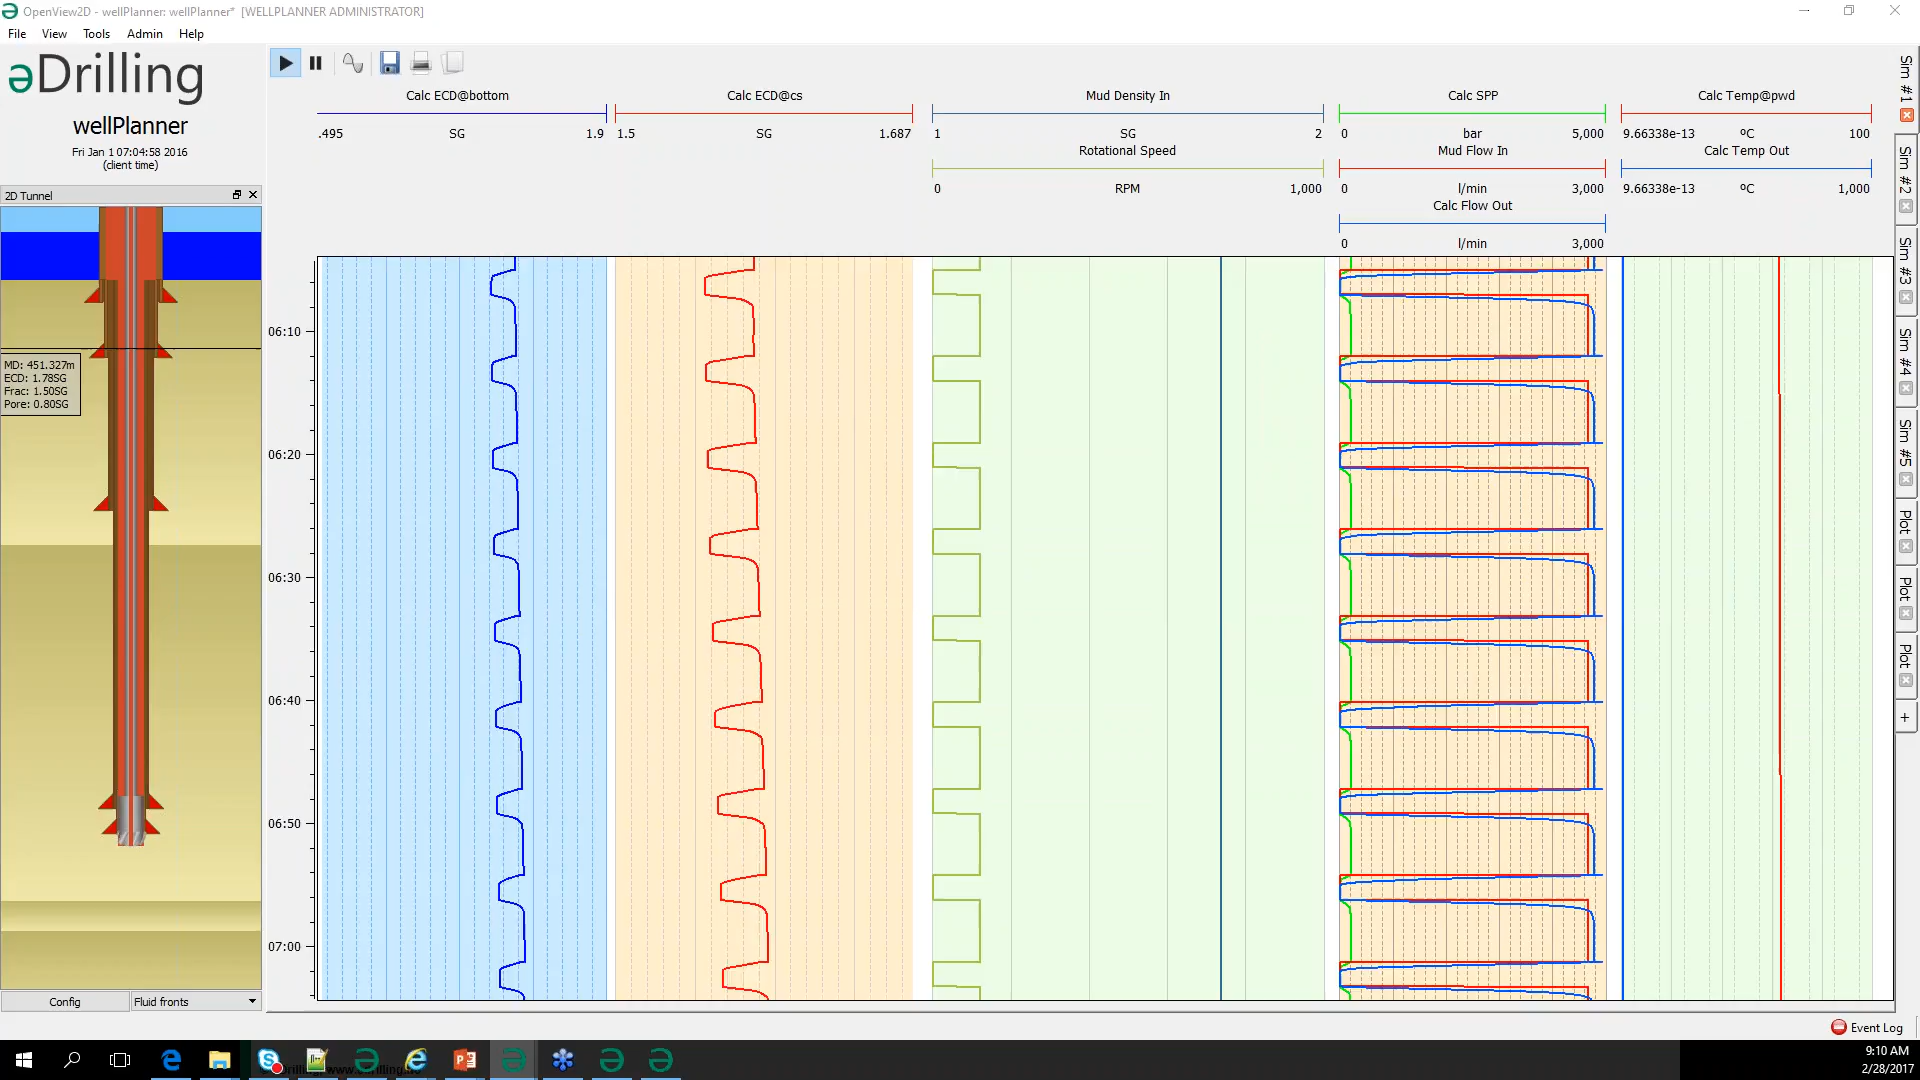 OpenView2D - wellPlanner: wellPlanner* [WELLPLANNER ADMINISTRATOR]
File View Tools Admin Help
əDrilling
wellPlanner
Fri Jan 1 07:04:58 2016
(client time)
2D Tunnel
MD: 451.327m
ECD: 1.78SG
Frac: 1.50SG
Pore: 0.80SG
Config Fluid fronts
Calc ECD@bottom
.495 SG 1.9
Calc ECD@cs
1.5 SG 1.687
Mud Density In
1 SG 2
Rotational Speed
0 RPM 1,000
Calc SPP
0 bar 5,000
Mud Flow In
0 l/min 3,000
Calc Flow Out
0 l/min 3,000
Calc Temp@pwd
9.66338e-13 ºC 100
Calc Temp Out
9.66338e-13 ºC 1,000
06:10
06:20
06:30
06:40
06:50
07:00
Sim #1
Sim #2
Sim #3
Sim #4
Sim #5
Plot
Plot
Plot
+
Event Log
9:10 AM
2/28/2017